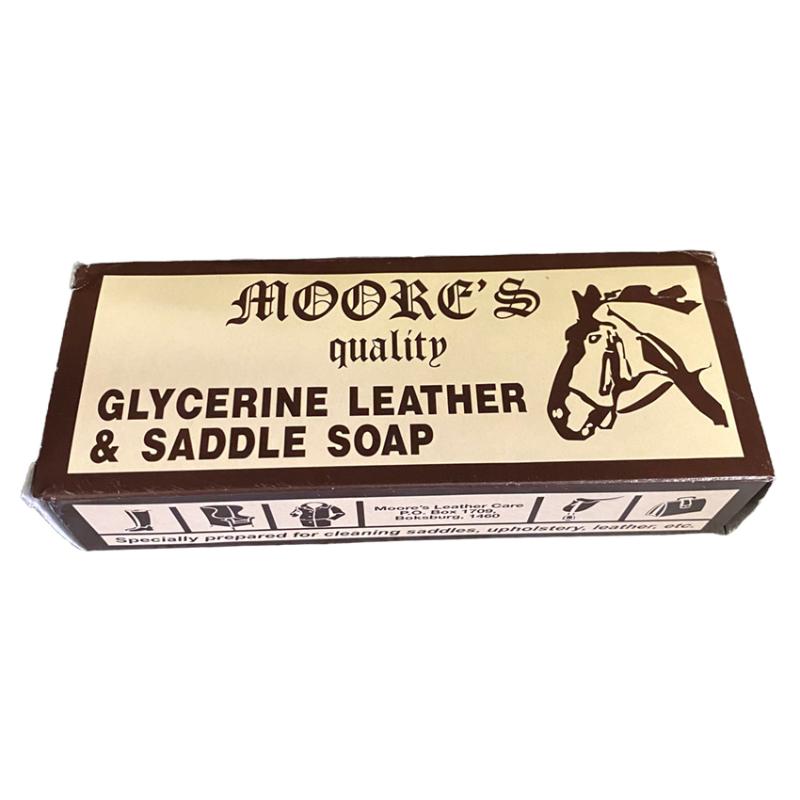 MOORE'S
quality
GLYCERINE LEATHER
& SADDLE SOAP
Moore's Leather Care
P.O. Box 1709,
Boksburg, 1460
Specially prepared for cleaning saddles, upholstery, leather, etc.